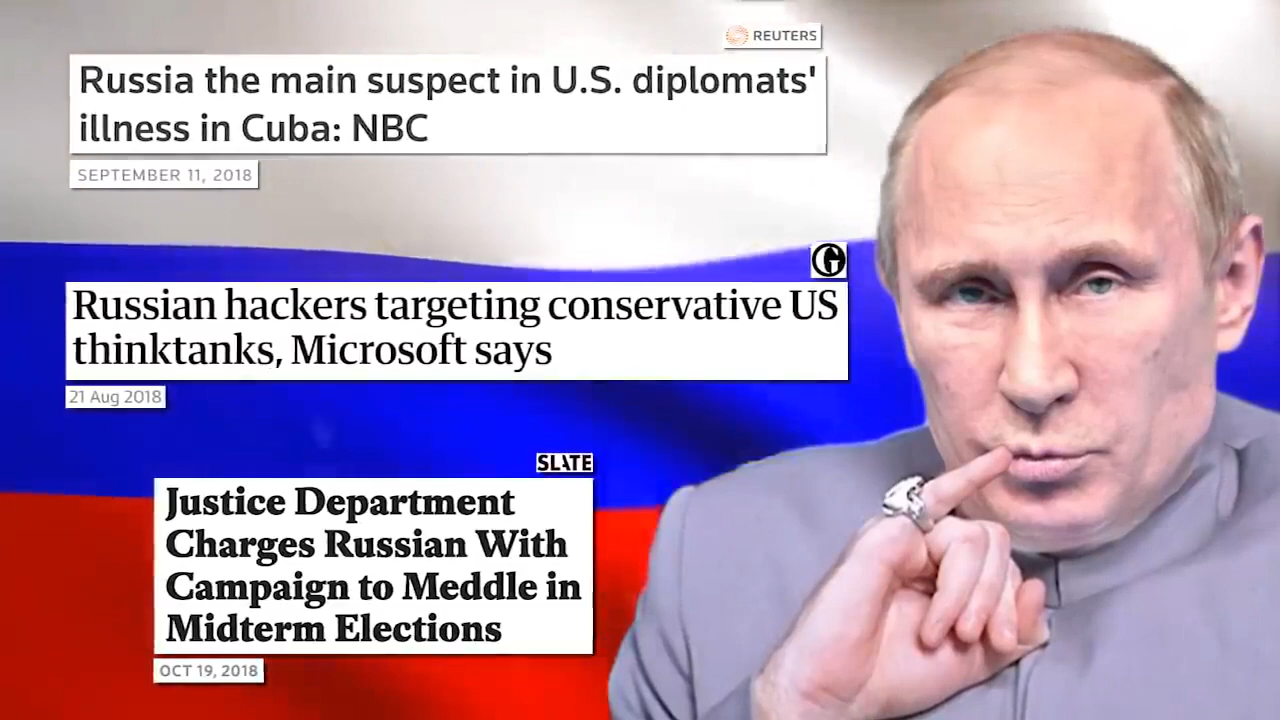 REUTERS
Russia the main suspect in U.S. diplomats'
illness in Cuba: NBC
SEPTEMBER 11, 2018
G
Russian hackers targeting conservative US
thinktanks, Microsoft says
21 Aug 2018
SLATE
Justice Department
Charges Russian With
Campaign to Meddle in
Midterm Elections
OCT 19, 2018